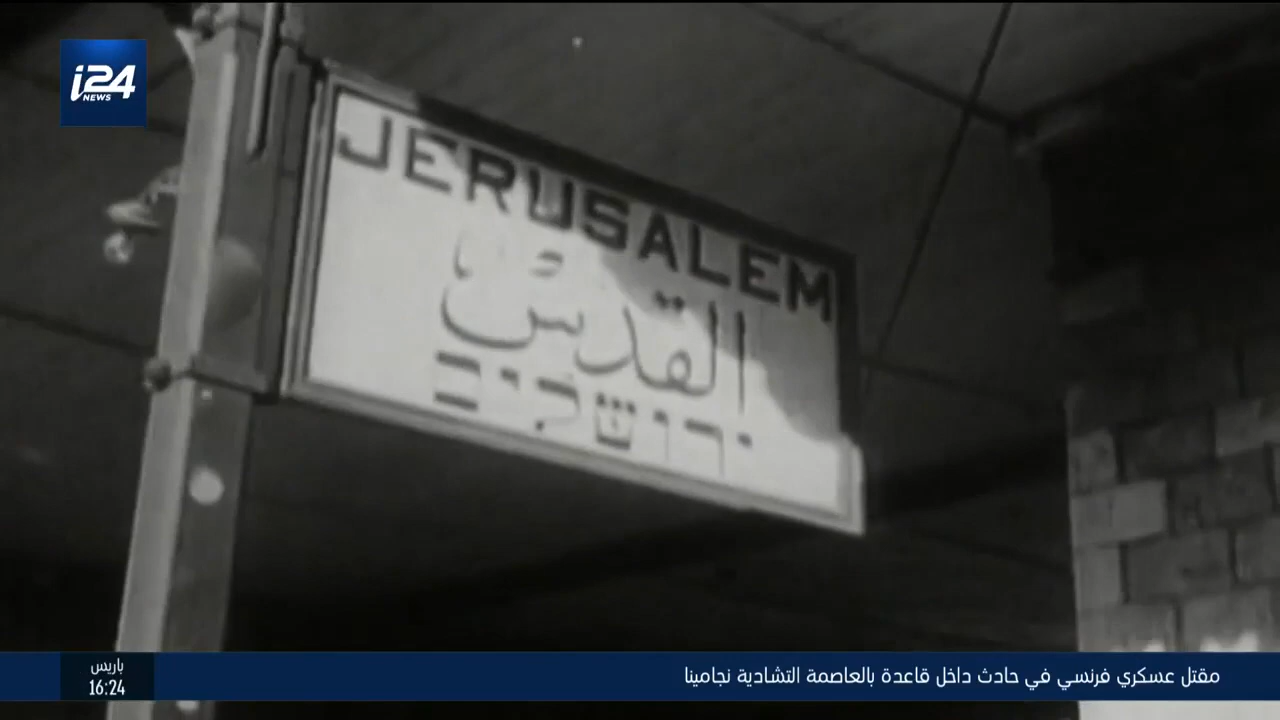 i24
NEWS
JERUSALEM
القدس
ירושלים
باريس
16:24
مقتل عسكري فرنسي في حادث داخل قاعدة بالعاصمة التشادية نجامينا